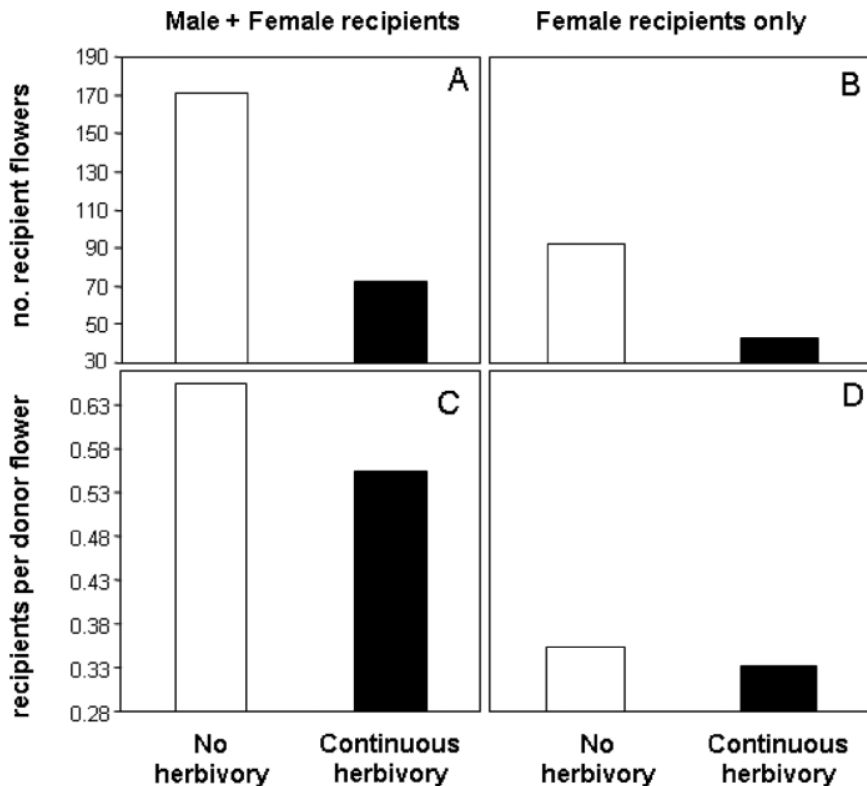 Male + Female recipients
Female recipients only
no. recipient flowers
190
170
150
130
110
90
70
50
30
A
B
recipients per donor flower
0.63
0.58
0.53
0.48
0.43
0.38
0.33
0.28
C
D
No
herbivory
Continuous
herbivory
No
herbivory
Continuous
herbivory